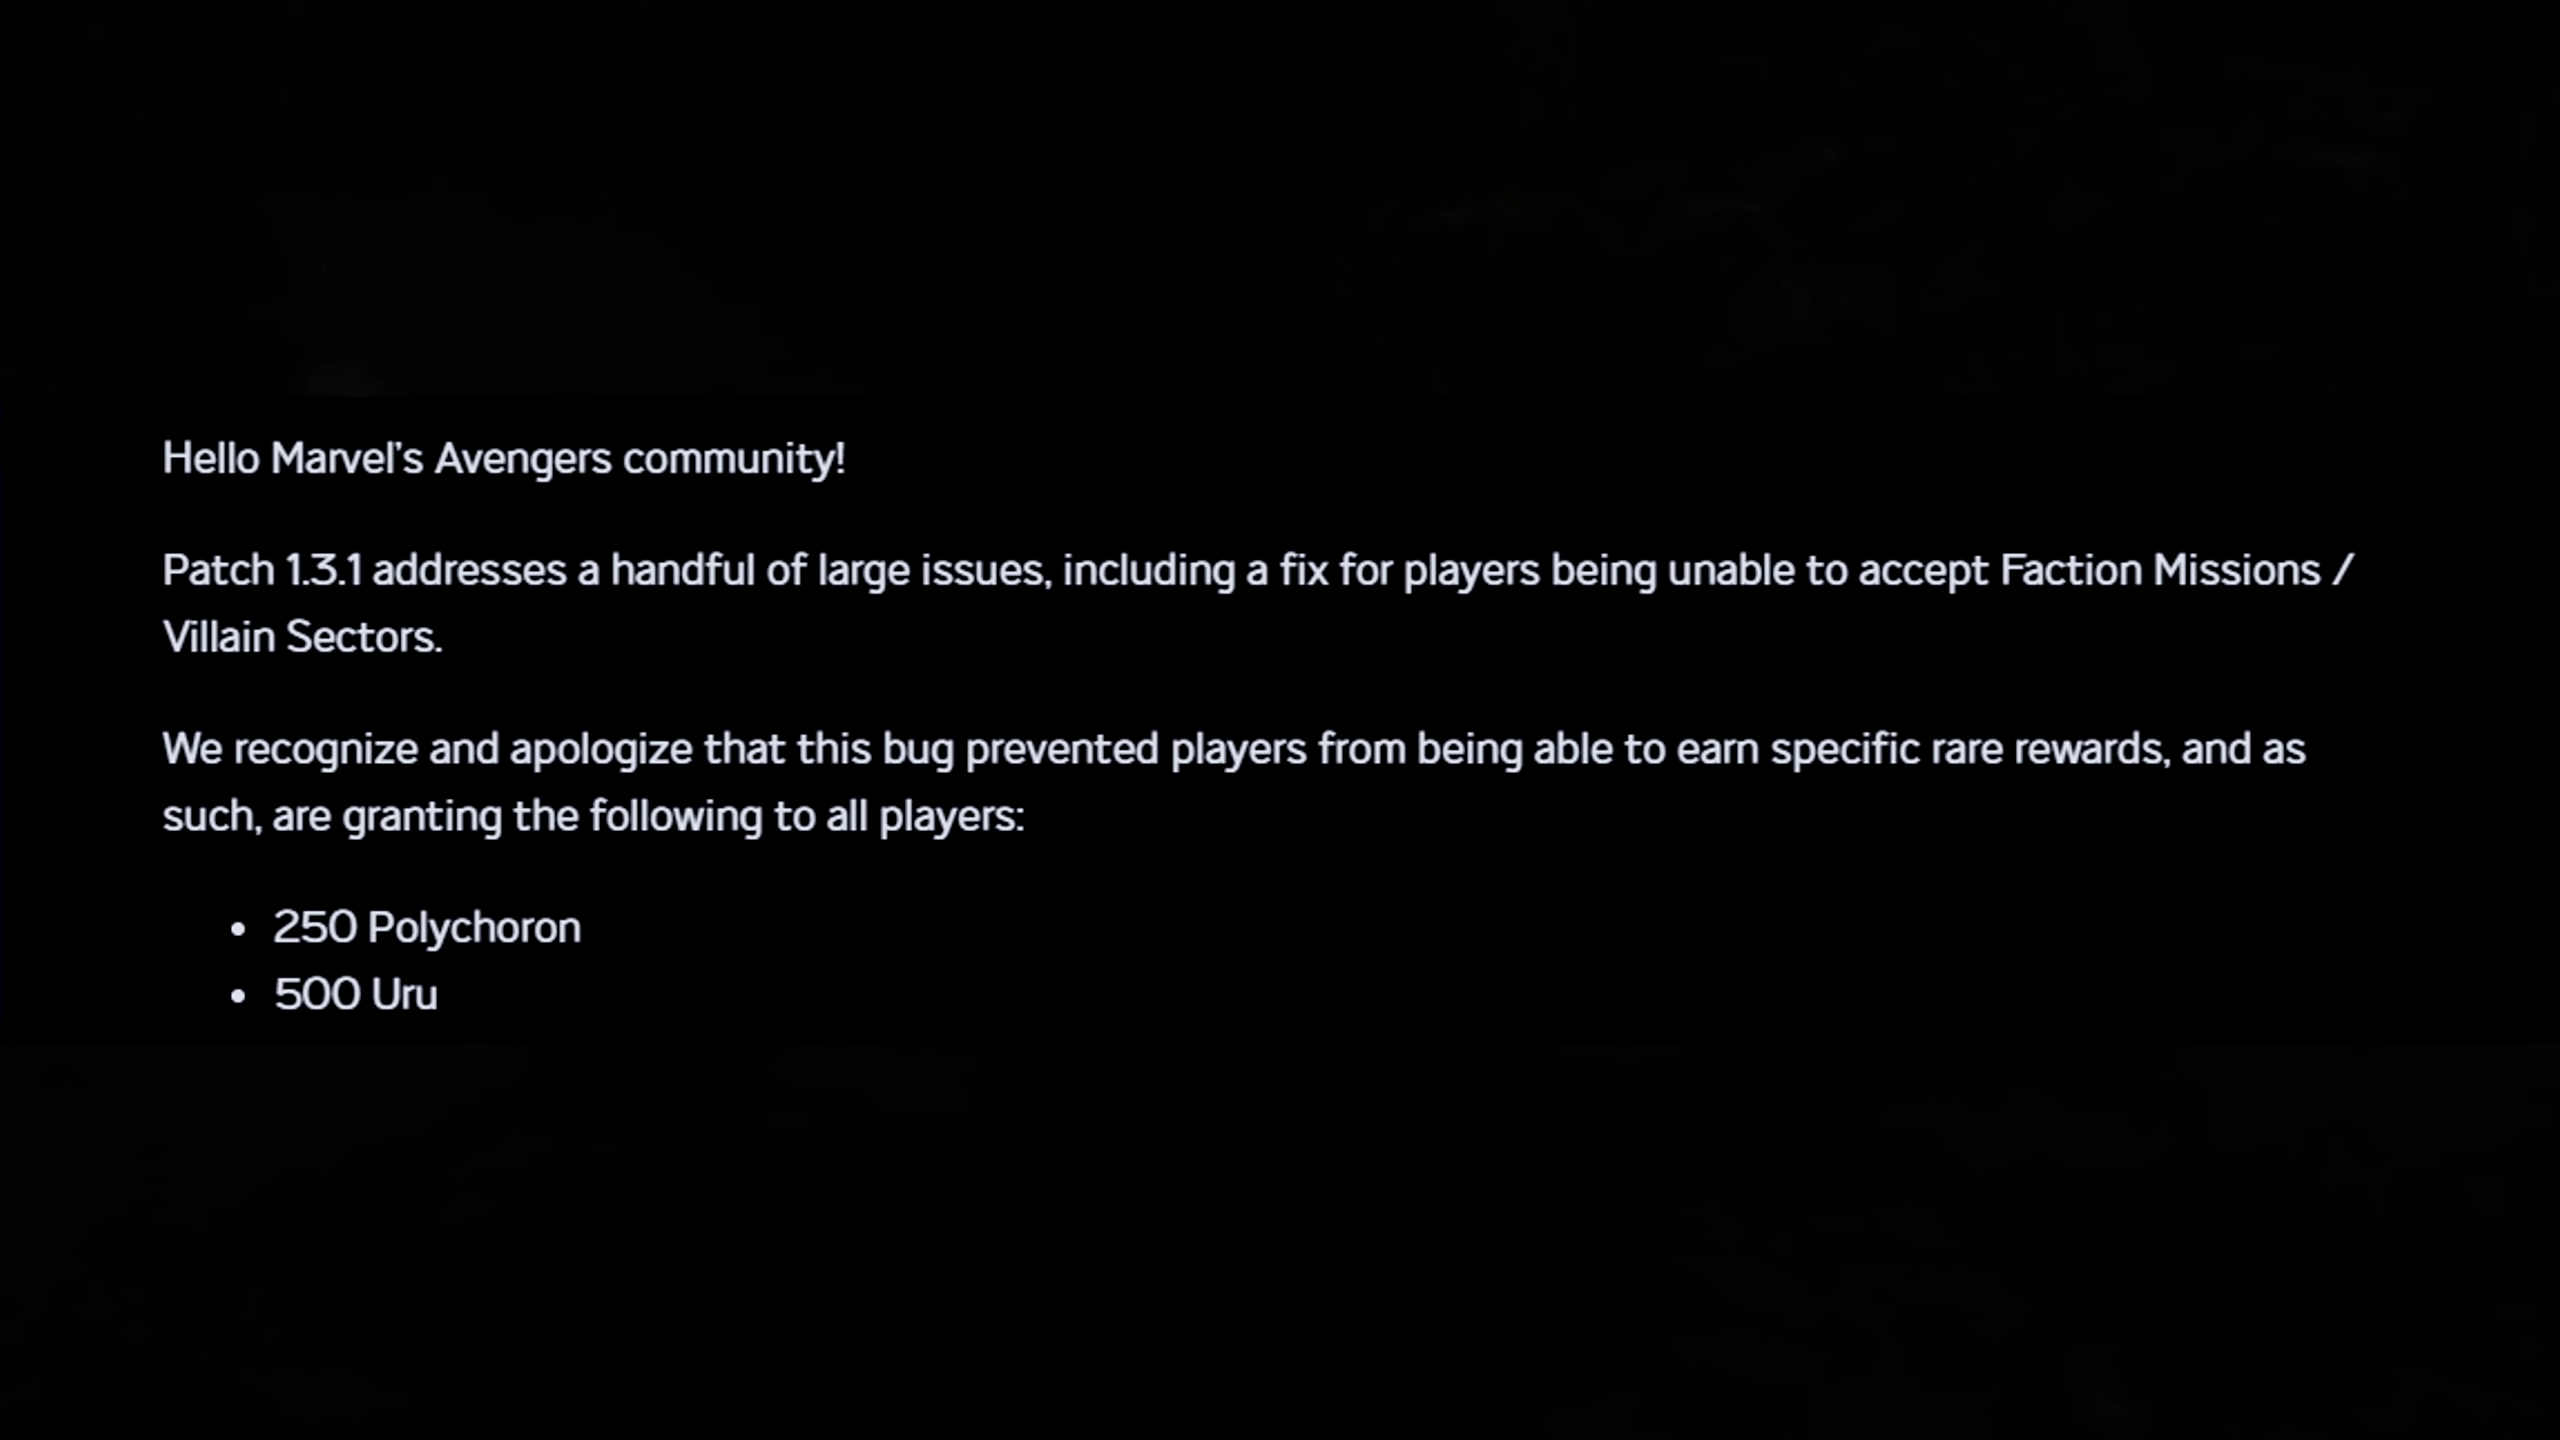 Hello Marvel’s Avengers community!
Patch 1.3.1 addresses a handful of large issues, including a fix for players being unable to accept Faction Missions /
Villain Sectors.
We recognize and apologize that this bug prevented players from being able to earn specific rare rewards, and as
such, are granting the following to all players:
• 250 Polychoron
• 500 Uru